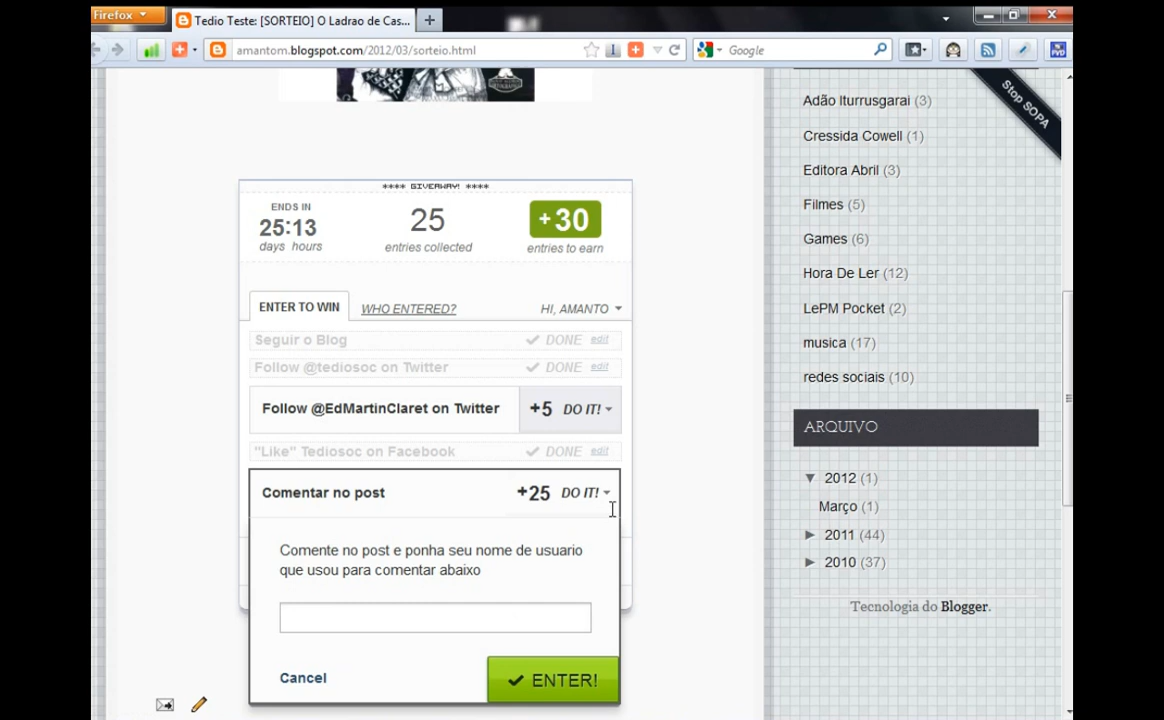 Firefox
Tedio Teste: [SORTEIO] O Ladrao de Cas...
amantom.blogspot.com/2012/03/sorteio.html
Google
Stop SOPA
Adão Iturrusgarai (3)
Cressida Cowell (1)
Editora Abril (3)
Filmes (5)
Games (6)
Hora De Ler (12)
LePM Pocket (2)
musica (17)
redes sociais (10)
ARQUIVO
▼ 2012 (1)
Março (1)
► 2011 (44)
► 2010 (37)
Tecnologia do Blogger.
**** GIVEAWAY! ****
ENDS IN
25:13
days hours
25
entries collected
+30
entries to earn
ENTER TO WIN
WHO ENTERED?
HI, AMANTO
Seguir o Blog DONE edit
Follow @tediosoc on Twitter DONE edit
Follow @EdMartinClaret on Twitter +5 DO IT!
"Like" Tediosoc on Facebook DONE edit
Comentar no post +25 DO IT!
Comente no post e ponha seu nome de usuario
que usou para comentar abaixo
Cancel
ENTER!